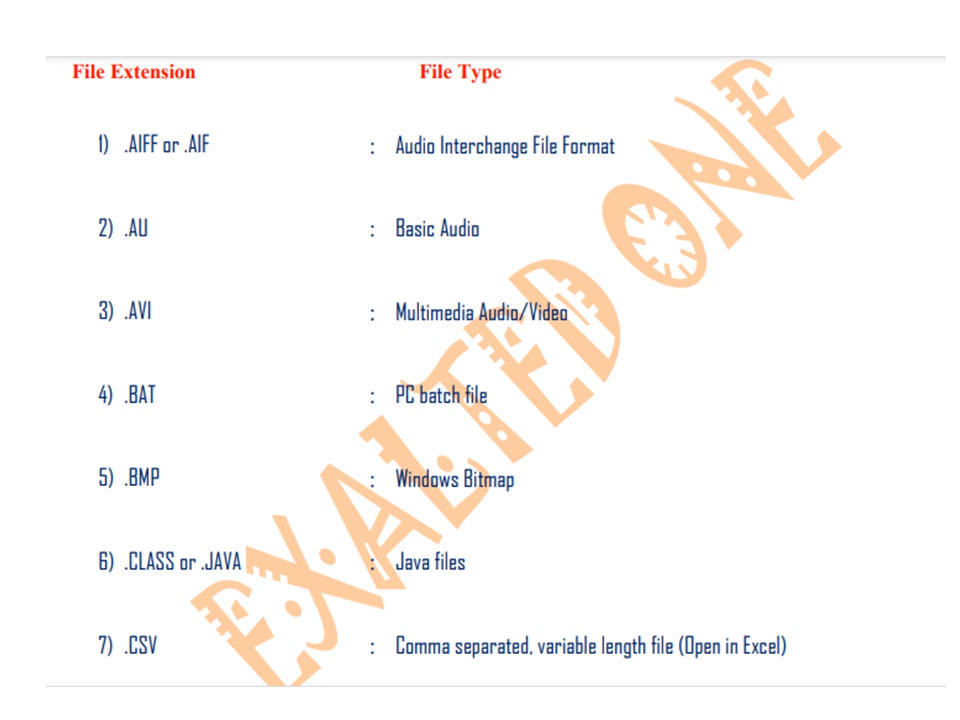 File Extension File Type
1) .AIFF or .AIF : Audio Interchange File Format
2) .AU : Basic Audio
3) .AVI : Multimedia Audio/Video
4) .BAT : PC batch file
5) .BMP : Windows Bitmap
6) .CLASS or .JAVA : Java files
7) .CSV : Comma separated, variable length file (Open in Excel)
EXALTED ONE